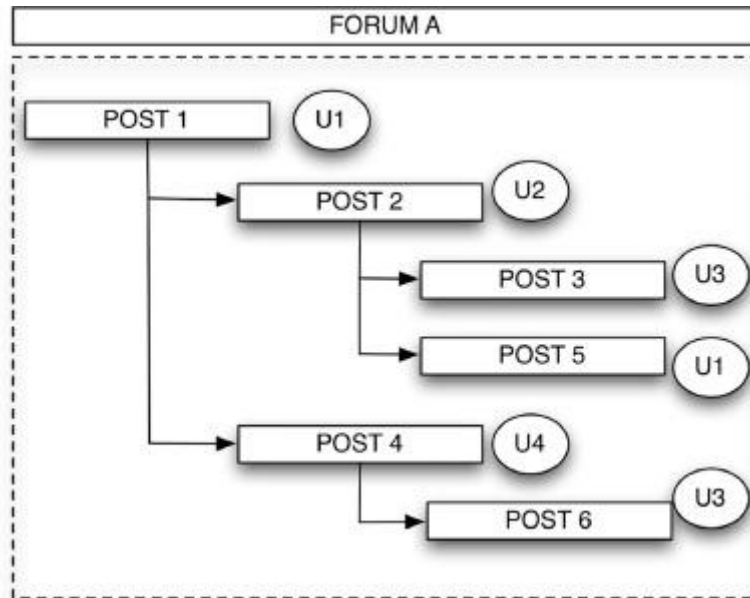 FORUM A
POST 1
U1
POST 2
U2
POST 3
U3
POST 5
U1
POST 4
U4
POST 6
U3